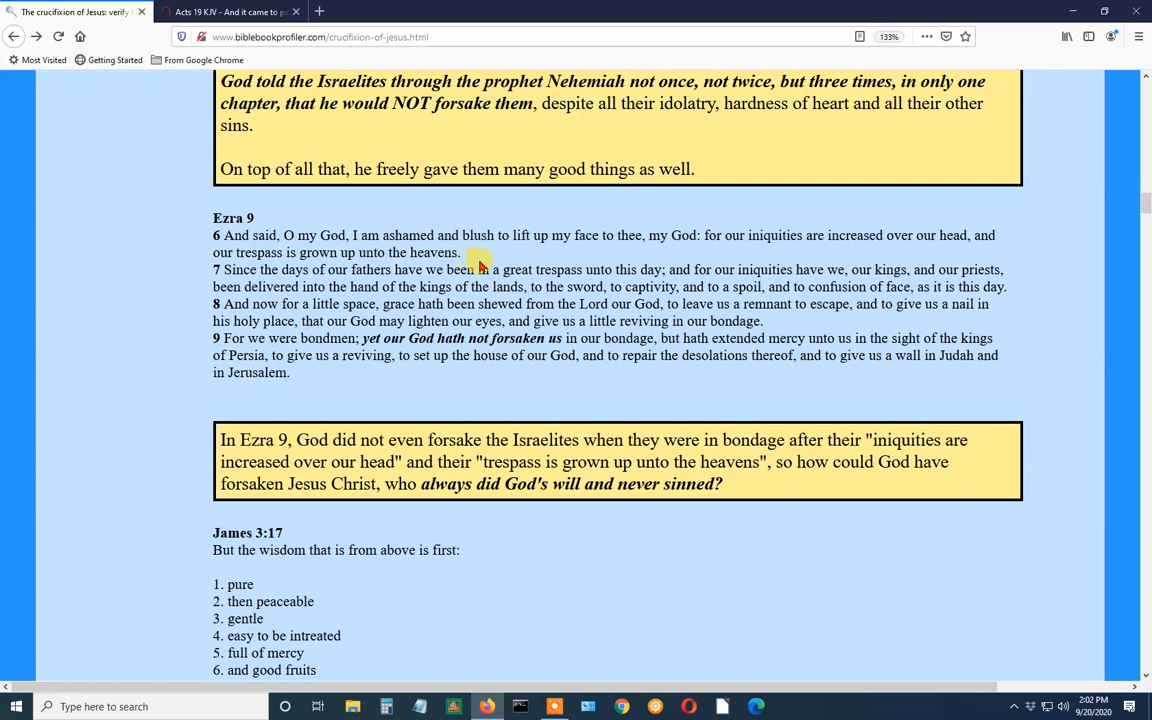 The crucifixion of Jesus: verify
Acts 19 KJV - And it came to pa
www.biblebookprofiler.com/crucifixion-of-jesus.html
133%
Most Visited
Getting Started
From Google Chrome
God told the Israelites through the prophet Nehemiah not once, not twice, but three times, in only one
chapter, that he would NOT forsake them, despite all their idolatry, hardness of heart and all their other
sins.
On top of all that, he freely gave them many good things as well.
Ezra 9
6 And said, O my God, I am ashamed and blush to lift up my face to thee, my God: for our iniquities are increased over our head, and
our trespass is grown up unto the heavens.
7 Since the days of our fathers have we been in a great trespass unto this day; and for our iniquities have we, our kings, and our priests,
been delivered into the hand of the kings of the lands, to the sword, to captivity, and to a spoil, and to confusion of face, as it is this day.
8 And now for a little space, grace hath been shewed from the Lord our God, to leave us a remnant to escape, and to give us a nail in
his holy place, that our God may lighten our eyes, and give us a little reviving in our bondage.
9 For we were bondmen; yet our God hath not forsaken us in our bondage, but hath extended mercy unto us in the sight of the kings
of Persia, to give us a reviving, to set up the house of our God, and to repair the desolations thereof, and to give us a wall in Judah and
in Jerusalem.
In Ezra 9, God did not even forsake the Israelites when they were in bondage after their "iniquities are
increased over our head" and their "trespass is grown up unto the heavens", so how could God have
forsaken Jesus Christ, who always did God's will and never sinned?
James 3:17
But the wisdom that is from above is first:
1. pure
2. then peaceable
3. gentle
4. easy to be intreated
5. full of mercy
6. and good fruits
Type here to search
2:02 PM
9/20/2020